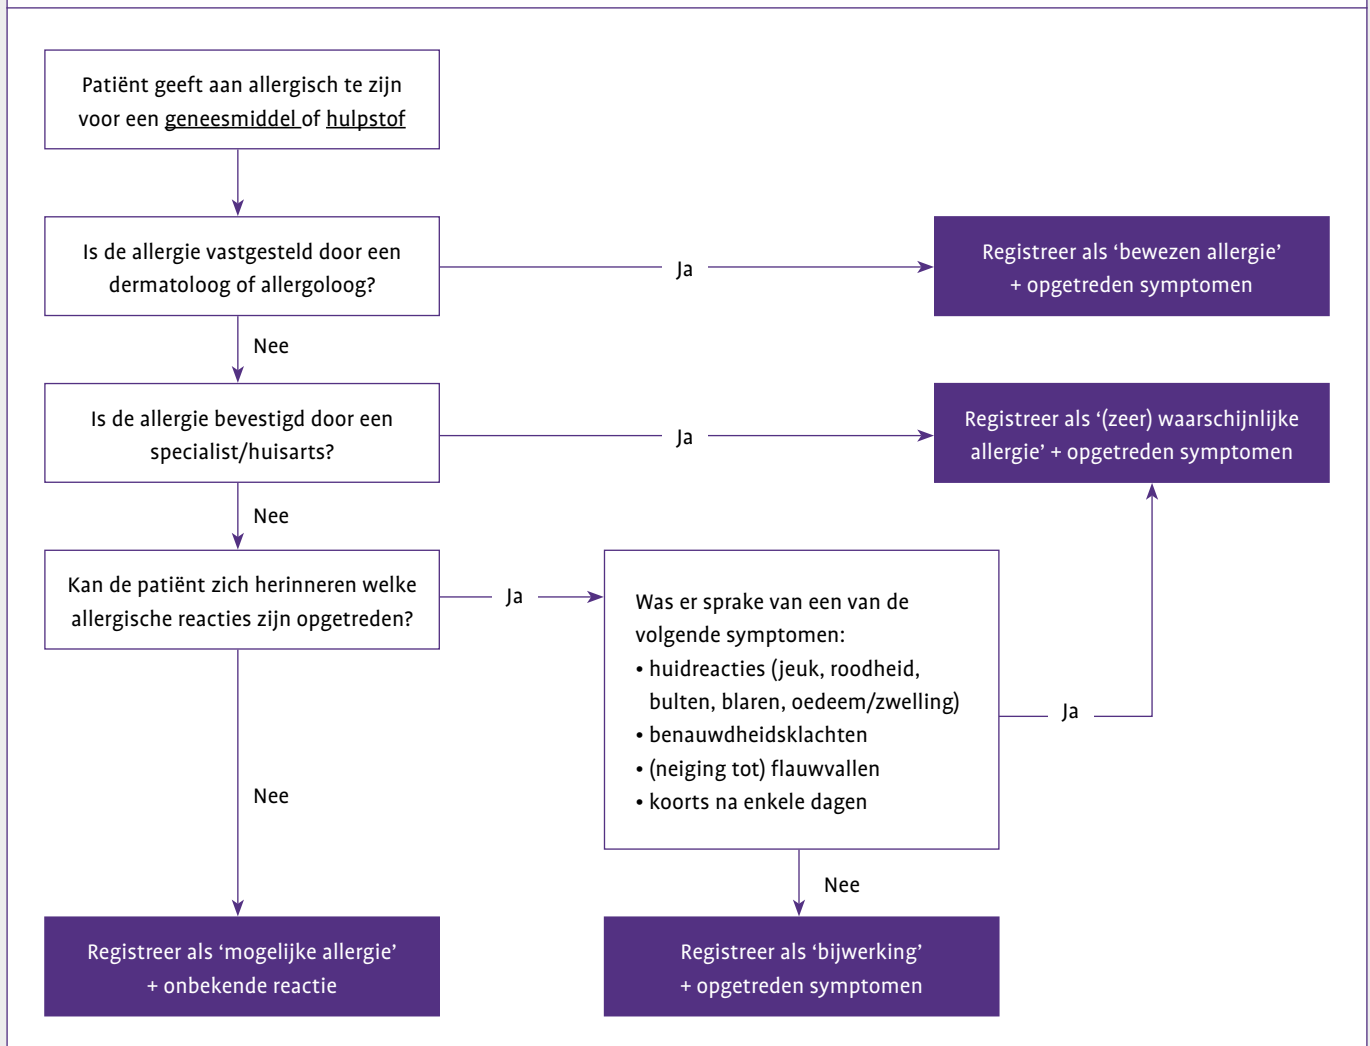 Patiënt geeft aan allergisch te zijn
voor een geneesmiddel of hulpstof
Is de allergie vastgesteld door een
dermatoloog of allergoloog?
Ja
Registreer als ‘bewezen allergie’
+ opgetreden symptomen
Nee
Is de allergie bevestigd door een
specialist/huisarts?
Ja
Registreer als ‘(zeer) waarschijnlijke
allergie’ + opgetreden symptomen
Nee
Kan de patiënt zich herinneren welke
allergische reacties zijn opgetreden?
Ja
Was er sprake van een van de
volgende symptomen:
• huidreacties (jeuk, roodheid,
bulten, blaren, oedeem/zwelling)
• benauwdheidsklachten
• (neiging tot) flauwvallen
• koorts na enkele dagen
Ja
Nee
Nee
Registreer als ‘mogelijke allergie’
+ onbekende reactie
Registreer als ‘bijwerking’
+ opgetreden symptomen